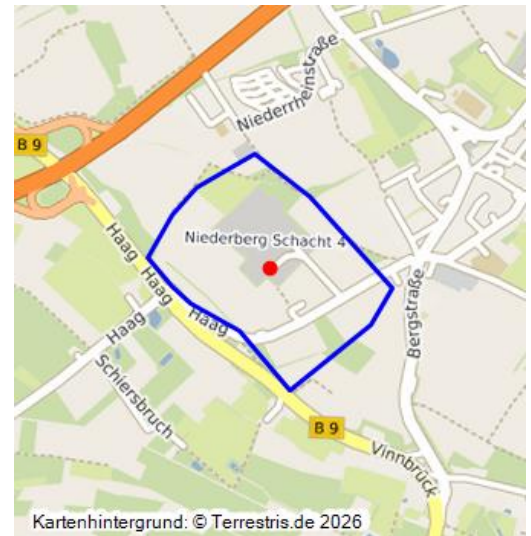 Niederrheinstraße
B 9
Haag
Haag
Niederberg Schacht 4
Haag
Haag
Bergstraße
Schiersbruch
B 9
Vinnbrück
Kartenhintergrund: © Terrestris.de 2026